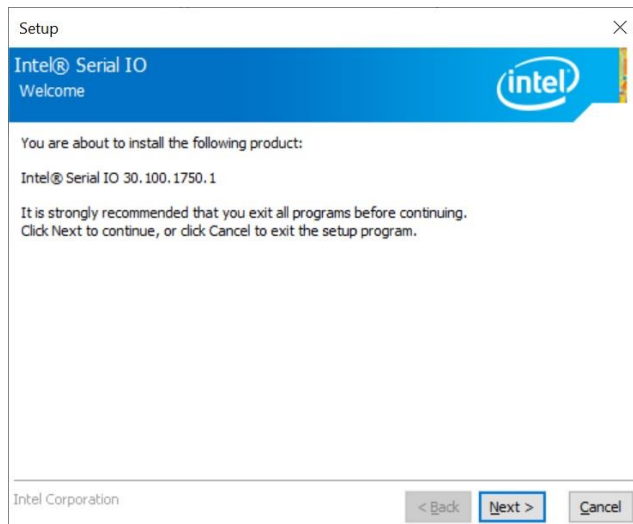 Setup
Intel® Serial IO
Welcome
intel
You are about to install the following product:
Intel® Serial IO 30.100.1750.1
It is strongly recommended that you exit all programs before continuing.
Click Next to continue, or click Cancel to exit the setup program.
Intel Corporation
< Back Next > Cancel